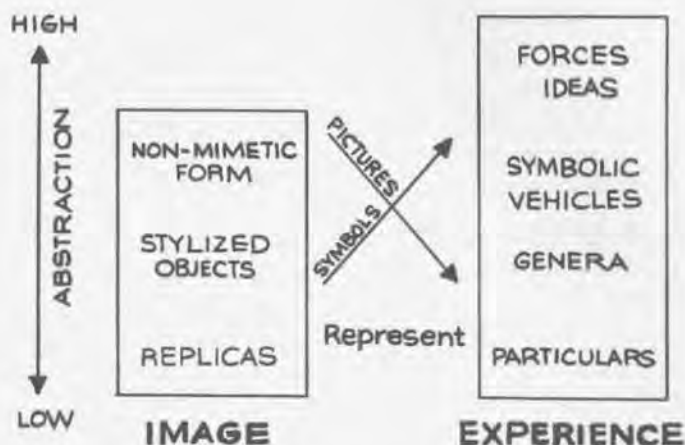 HIGH
ABSTRACTION
LOW
NON-MIMETIC
FORM
STYLIZED
OBJECTS
REPLICAS
IMAGE
PICTURES
SYMBOLS
Represent
FORCES
IDEAS
SYMBOLIC
VEHICLES
GENERA
PARTICULARS
EXPERIENCE